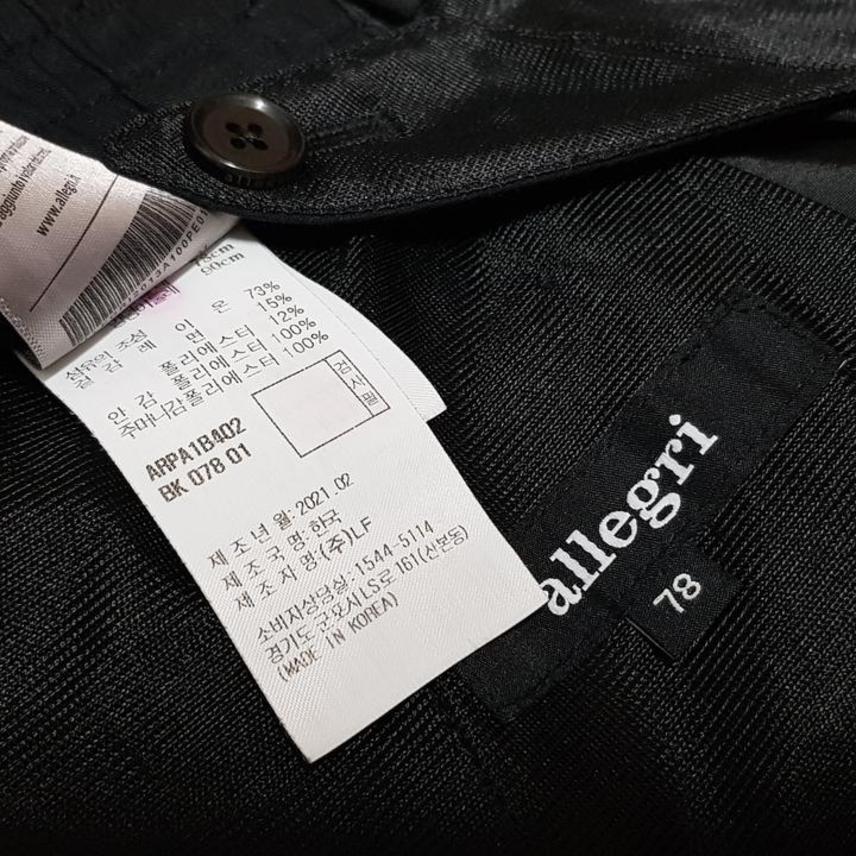 aggiunto
www.allegri.it
78cm
90cm
섬유의 조성
겉감 레이온 73%
면 15%
폴리에스터 12%
안감 폴리에스터 100%
주머니감 폴리에스터 100%
검사필
ARPA1B402
BK 078 01
제조년월:2021.02
제조국명:한국
제조자명:(주)LF
소비자상담실:1544-5114
경기도군포시LS로 161(산본동)
(MADE IN KOREA)
allegri
78